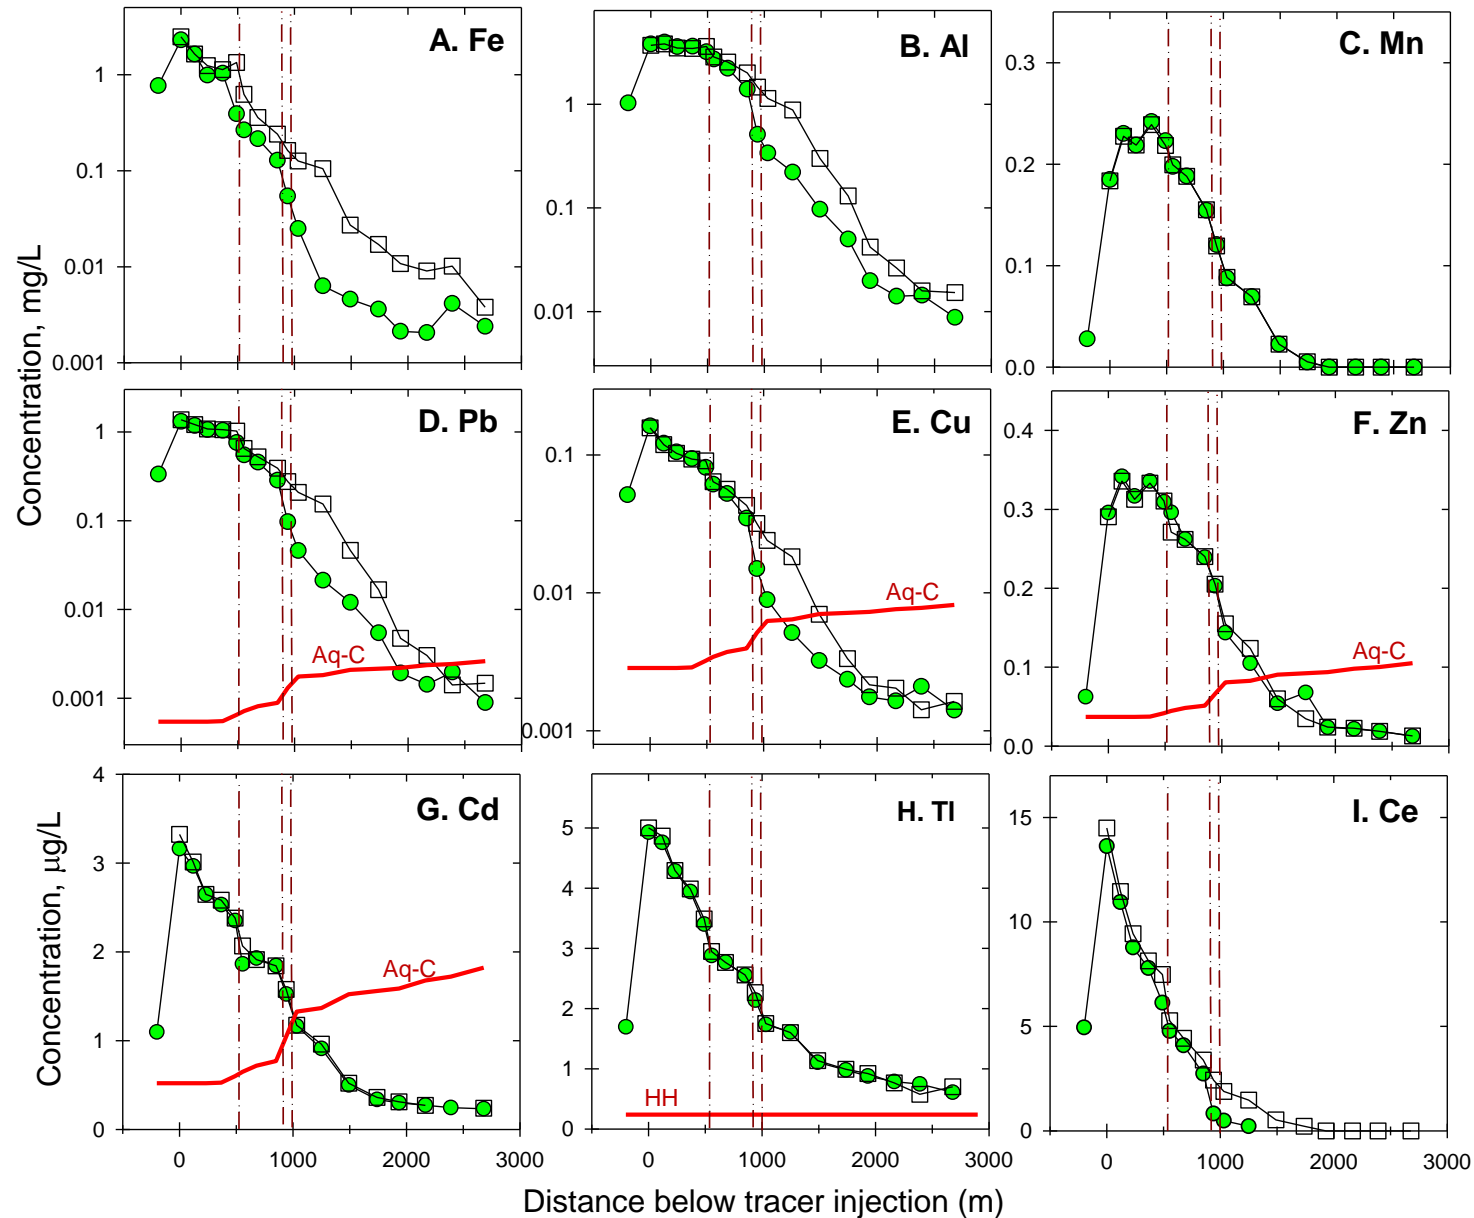 A. Fe
B. Al
C. Mn
1
0.1
0.01
0.001
1
0.1
0.01
0.3
0.2
0.1
0.0
Concentration, mg/L
D. Pb
E. Cu
F. Zn
1
0.1
0.01
0.001
Aq-C
0.1
0.01
0.001
Aq-C
0.4
0.3
0.2
0.1
0.0
Aq-C
G. Cd
H. Tl
I. Ce
Concentration, µg/L
4
3
2
1
0
Aq-C
5
4
3
2
1
0
HH
15
10
5
0
0 1000 2000 3000
0 1000 2000 3000
0 1000 2000 3000
Distance below tracer injection (m)